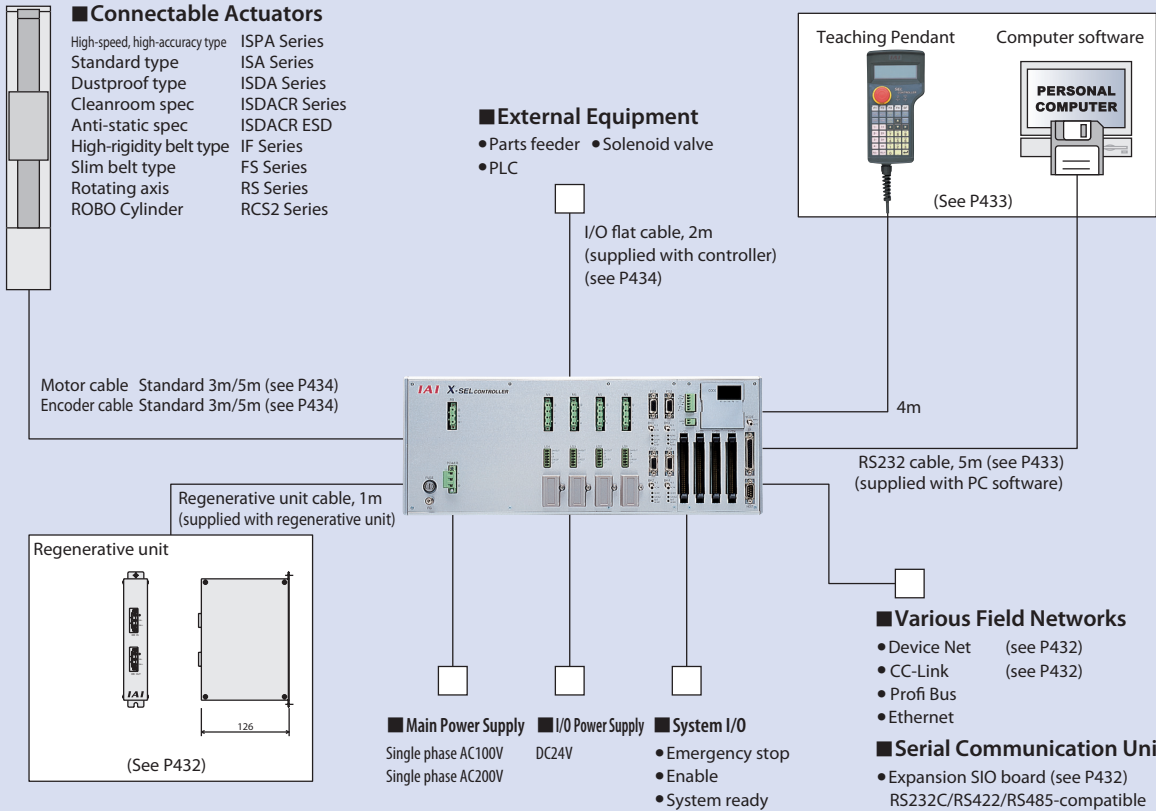 ■Connectable Actuators
High-speed, high-accuracy type ISPA Series
Standard type ISA Series
Dustproof type ISDA Series
Cleanroom spec ISDACR Series
Anti-static spec ISDACR ESD
High-rigidity belt type IF Series
Slim belt type FS Series
Rotating axis RS Series
ROBO Cylinder RCS2 Series
■External Equipment
•Parts feeder •Solenoid valve
•PLC
I/O flat cable, 2m
(supplied with controller)
(see P434)
Teaching Pendant
Computer software
PERSONAL
COMPUTER
(See P433)
Motor cable Standard 3m/5m (see P434)
Encoder cable Standard 3m/5m (see P434)
IAI X-SEL CONTROLLER
4m
RS232 cable, 5m (see P433)
(supplied with PC software)
Regenerative unit cable, 1m
(supplied with regenerative unit)
Regenerative unit
IAI
126
(See P432)
■Main Power Supply
Single phase AC100V
Single phase AC200V
■I/O Power Supply
DC24V
■System I/O
•Emergency stop
•Enable
•System ready
■Various Field Networks
•Device Net (see P432)
•CC-Link (see P432)
•Profi Bus
•Ethernet
■Serial Communication Uni
•Expansion SIO board (see P432)
RS232C/RS422/RS485-compatible